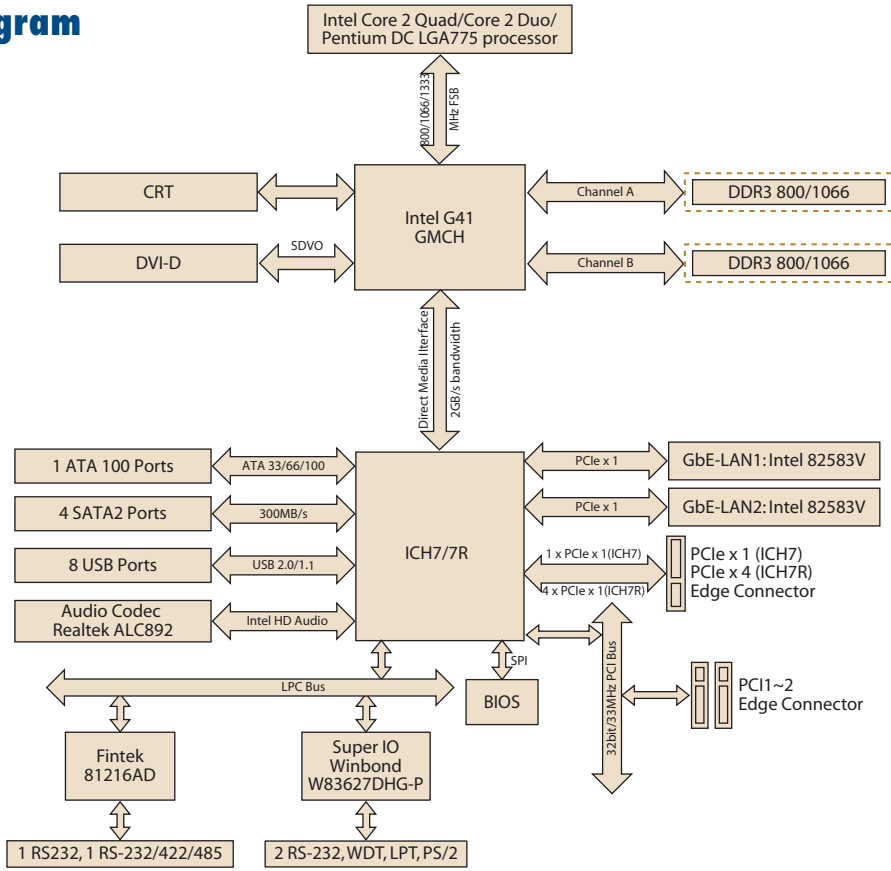 gram
Intel Core 2 Quad/Core 2 Duo/
Pentium DC LGA775 processor
800/1066/1333
MHz FSB
CRT
Intel G41
GMCH
Channel A
DDR3 800/1066
SDVO
DVI-D
Channel B
DDR3 800/1066
Direct Media IIterface
2GB/s bandwidth
1 ATA 100 Ports
ATA 33/66/100
PCIe x 1
GbE-LAN1: Intel 82583V
4 SATA2 Ports
300MB/s
PCIe x 1
GbE-LAN2: Intel 82583V
ICH7/7R
8 USB Ports
USB 2.0/1.1
1 x PCIe x 1(ICH7)
4 x PCIe x 1(ICH7R)
PCIe x 1 (ICH7)
PCIe x 4 (ICH7R)
Edge Connector
Audio Codec
Realtek ALC892
Intel HD Audio
SPI
LPC Bus
BIOS
32bit/33MHz PCI Bus
PCI1~2
Edge Connector
Fintek
81216AD
Super IO
Winbond
W83627DHG-P
1 RS232, 1 RS-232/422/485
2 RS-232, WDT, LPT, PS/2